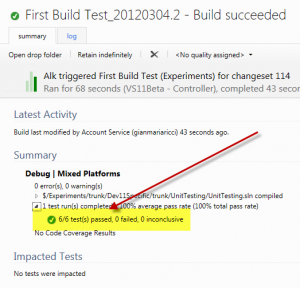 First Build Test_20120304.2 - Build succeeded
summary | log
Open drop folder Retain indefinitely <No quality assigned>
Alk triggered First Build Test (Experiments) for changeset 114
Ran for 68 seconds (VS11Beta - Controller), completed 43 secon
Latest Activity
Build last modified by Account Service (gianmariaricci) 43 seconds ago.
Summary
Debug | Mixed Platforms
0 error(s), 0 warning(s)
$/Experiments/trunk/Dev11Specific/trunk/UnitTesting/UnitTesting.sln compiled
1 test run(s) completed - 100% average pass rate (100% total pass rate)
6/6 test(s) passed, 0 failed, 0 inconclusive
No Code Coverage Results
Impacted Tests
No tests were impacted